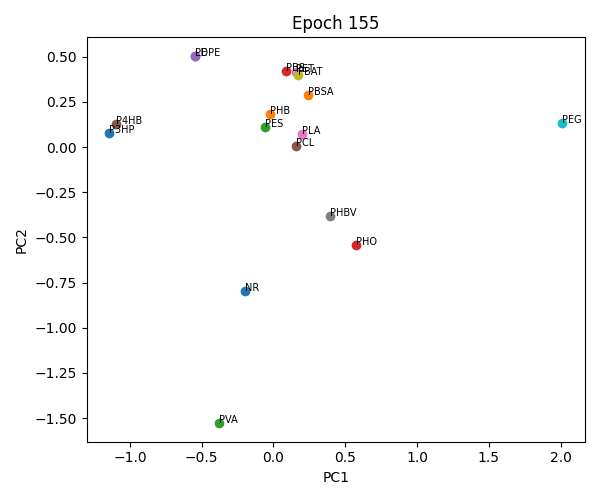 Epoch 155
PBS
PET
PBAT
PBSA
P4HB
P3HP
PHB
PES
PLA
PCL
PEG
PHBV
PHO
NR
PVA
0.50
0.25
0.00
−0.25
−0.50
−0.75
−1.00
−1.25
−1.50
PC2
−1.0
−0.5
0.0
0.5
1.0
1.5
2.0
PC1